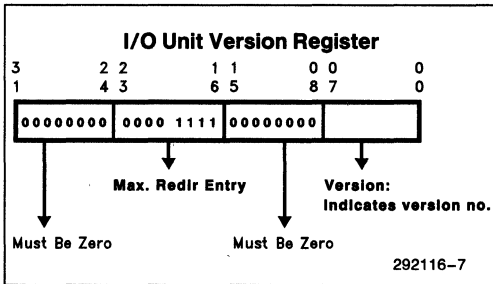 I/O Unit Version Register
3 2 2 1 1 0 0 0
1 4 3 6 5 8 7 0
00000000 0000 1111 00000000
Max. Redir Entry
Version:
Indicates version no.
Must Be Zero
Must Be Zero
292116–7